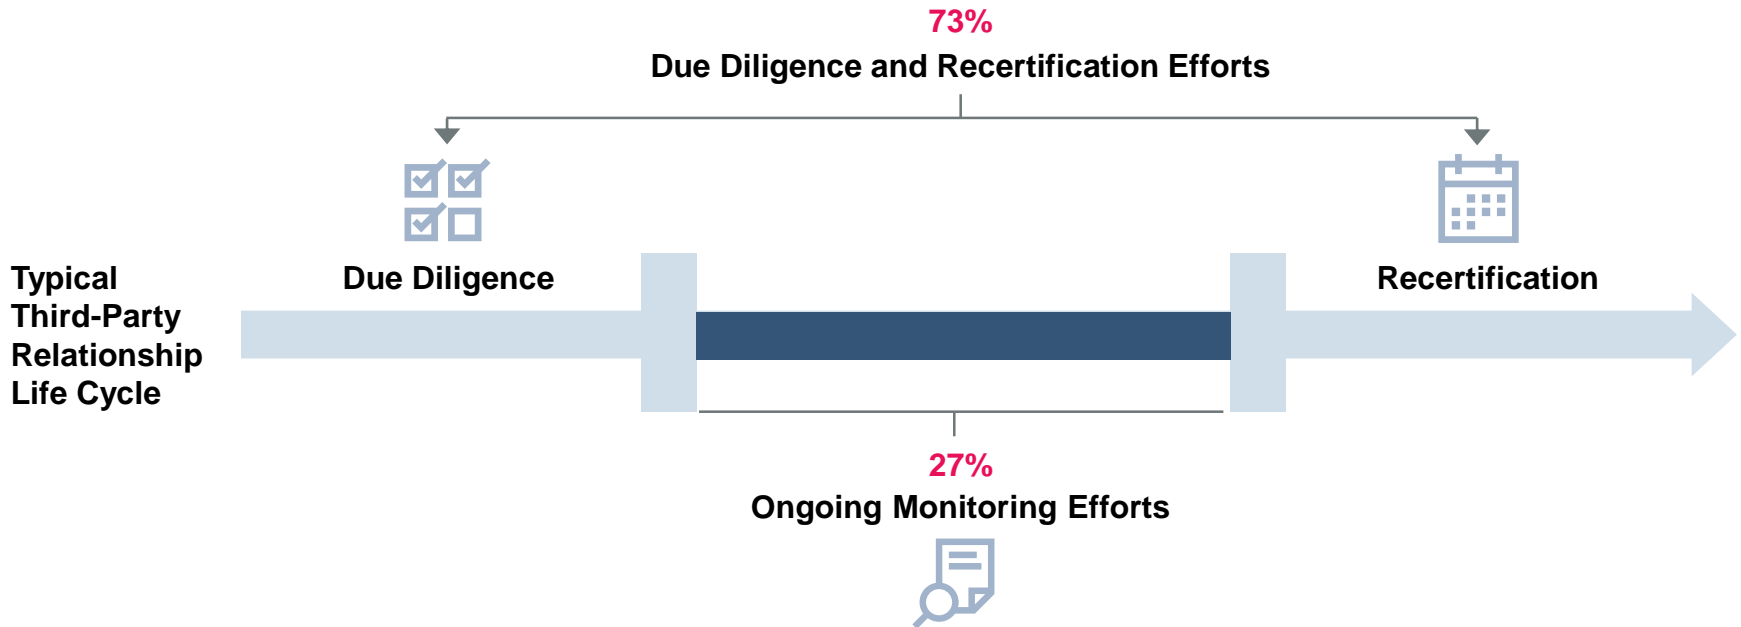 73%
Due Diligence and Recertification Efforts
Typical
Third-Party
Relationship
Life Cycle
Due Diligence
Recertification
27%
Ongoing Monitoring Efforts